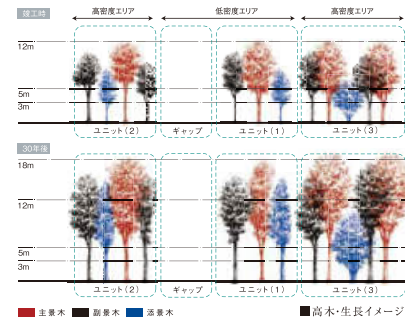 竣工時
高密度エリア 低密度エリア 高密度エリア
12m
5m
3m
ユニット(2) ギャップ ユニット(1) ユニット(3)
30年後
18m
12m
5m
3m
ユニット(2) ギャップ ユニット(1) ユニット(3)
主景木 副景木 添景木
高木・生長イメージ